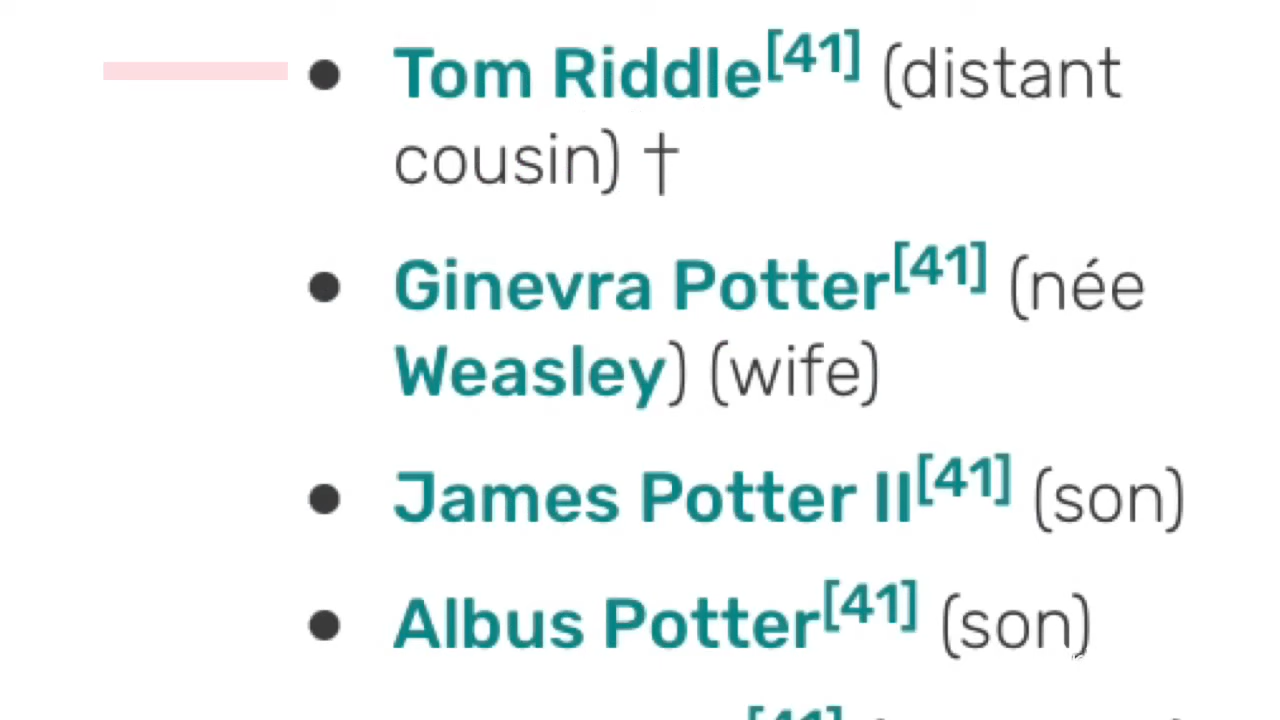 • Tom Riddle[41] (distant
cousin) †
• Ginevra Potter[41] (née
Weasley) (wife)
• James Potter II[41] (son)
• Albus Potter[41] (son)
[41]